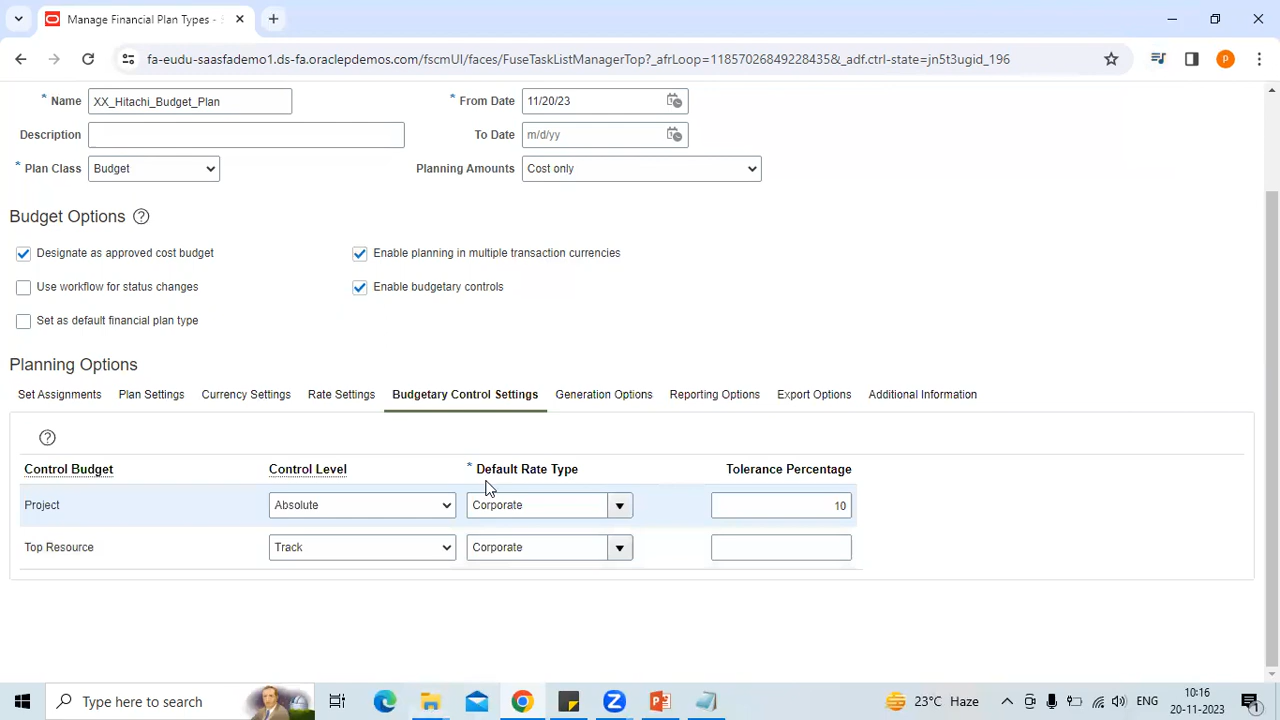 Manage Financial Plan Types - S
fa-eudu-saasfademo1.ds-fa.oraclepdemos.com/fscmUI/faces/FuseTaskListManagerTop?_afrLoop=11857026849228435&_adf.ctrl-state=jn5t3ugid_196
P
* Name XX_Hitachi_Budget_Plan * From Date 11/20/23
Description To Date m/d/yy
* Plan Class Budget Planning Amounts Cost only
Budget Options ?
Designate as approved cost budget Enable planning in multiple transaction currencies
Use workflow for status changes Enable budgetary controls
Set as default financial plan type
Planning Options
Set Assignments Plan Settings Currency Settings Rate Settings Budgetary Control Settings Generation Options Reporting Options Export Options Additional Information
?
Control Budget Control Level * Default Rate Type Tolerance Percentage
Project Absolute Corporate 10
Top Resource Track Corporate
Type here to search 23°C Haze ENG 10:16
20-11-2023 1